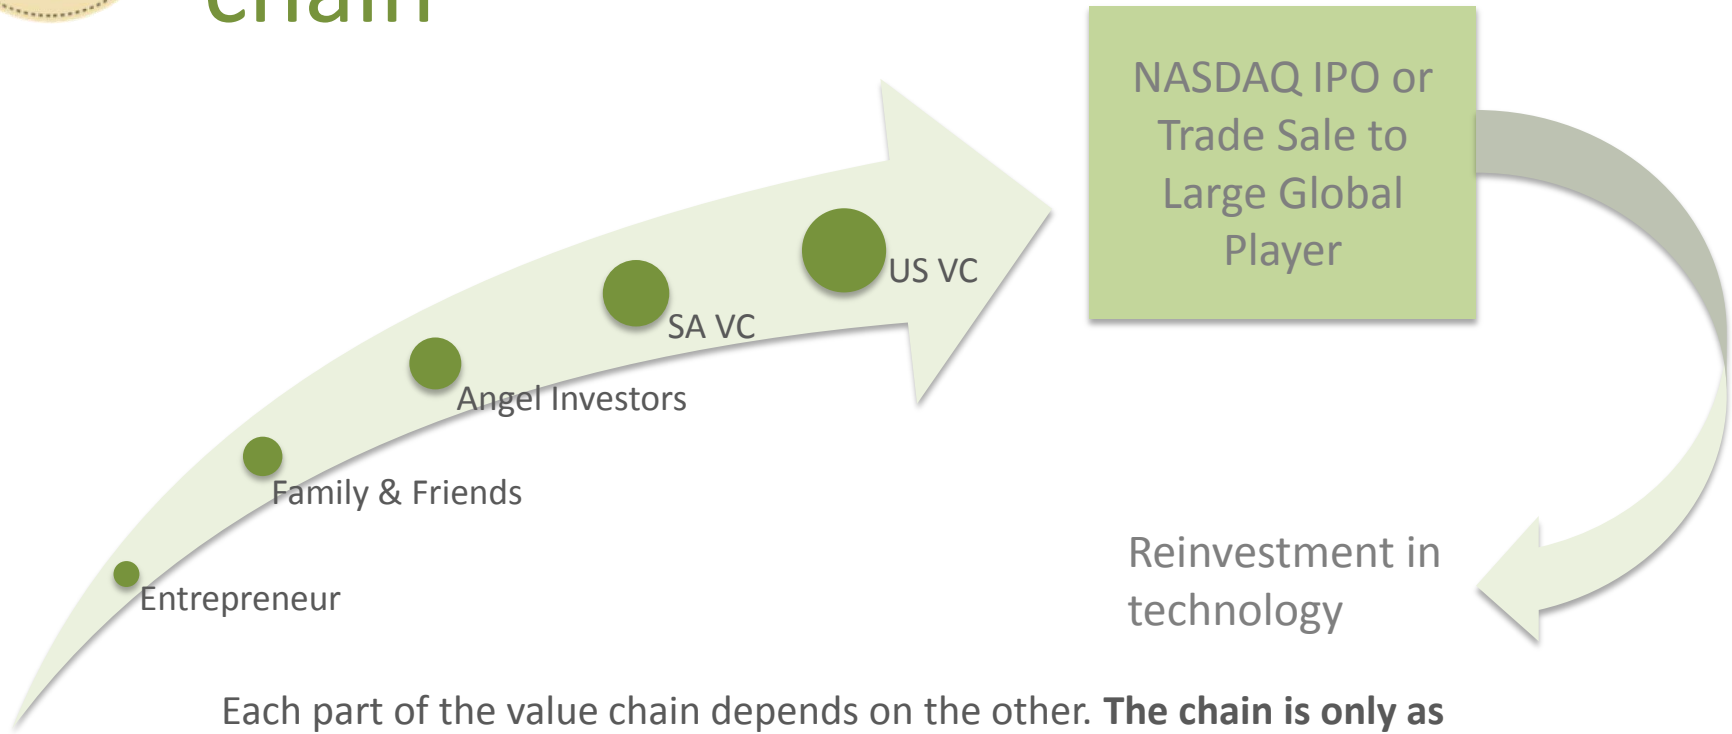 chain
NASDAQ IPO or
Trade Sale to
Large Global
Player
US VC
SA VC
Angel Investors
Family & Friends
Entrepreneur
Reinvestment in
technology
Each part of the value chain depends on the other. The chain is only as